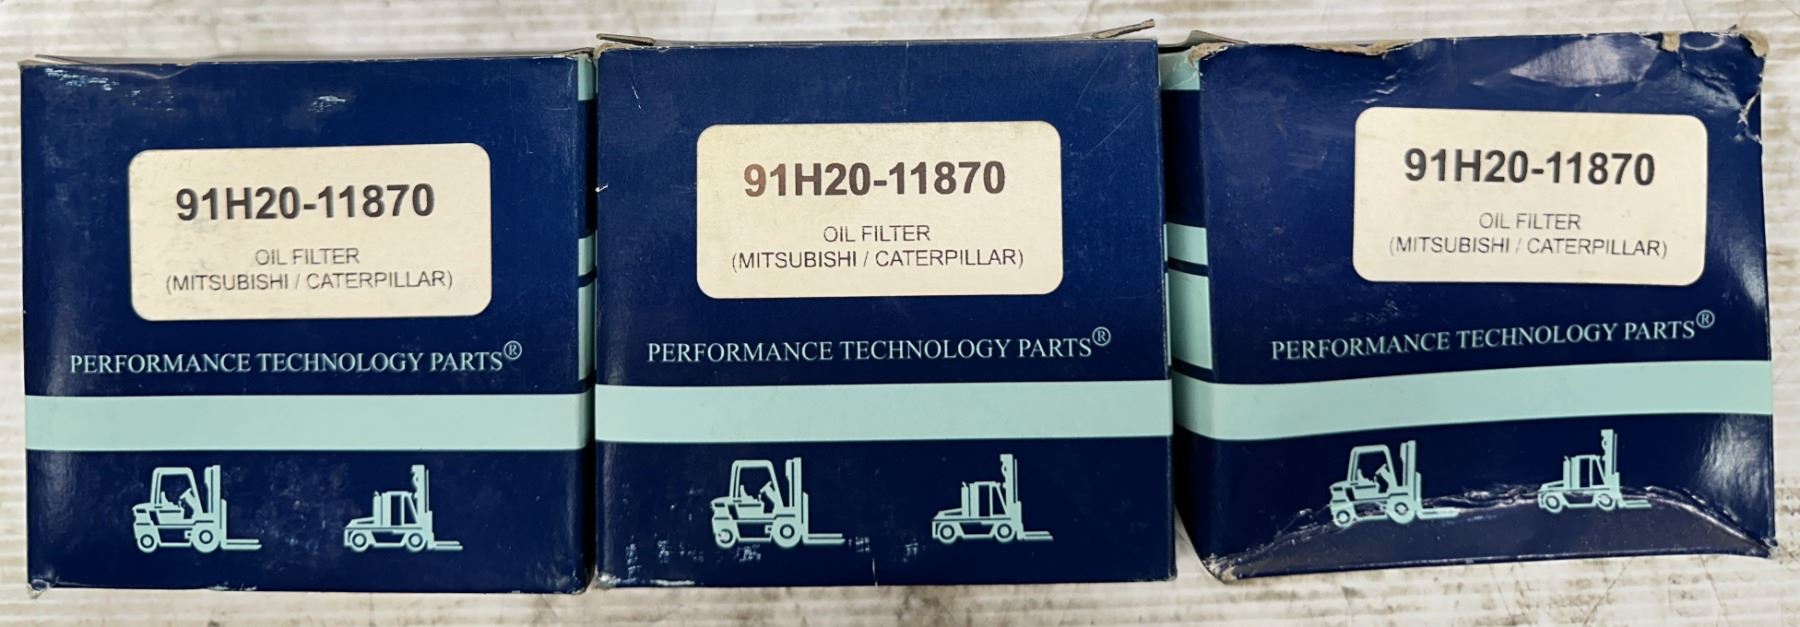 91H20-11870
OIL FILTER
(MITSUBISHI / CATERPILLAR)
PERFORMANCE TECHNOLOGY PARTS®
91H20-11870
OIL FILTER
(MITSUBISHI / CATERPILLAR)
PERFORMANCE TECHNOLOGY PARTS®
91H20-11870
OIL FILTER
(MITSUBISHI / CATERPILLAR)
PERFORMANCE TECHNOLOGY PARTS®